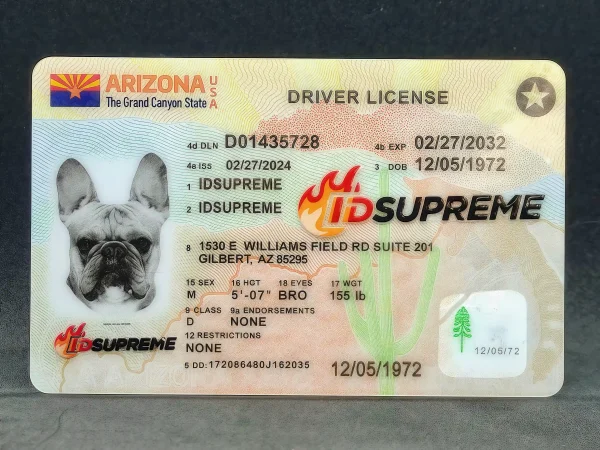 ARIZONA USA
The Grand Canyon State
DRIVER LICENSE
4d DLN D01435728 4b EXP 02/27/2032
4a ISS 02/27/2024 3 DOB 12/05/1972
1 IDSUPREME
2 IDSUPREME
IDSUPREME
8 1530 E WILLIAMS FIELD RD SUITE 201
GILBERT, AZ 85295
15 SEX 16 HGT 18 EYES 17 WGT
M 5'-07" BRO 155 lb
9 CLASS 9a ENDORSEMENTS
D NONE
12 RESTRICTIONS
NONE
5 DD:172086480J162035
12/05/1972
IDSUPREME
12/05/72